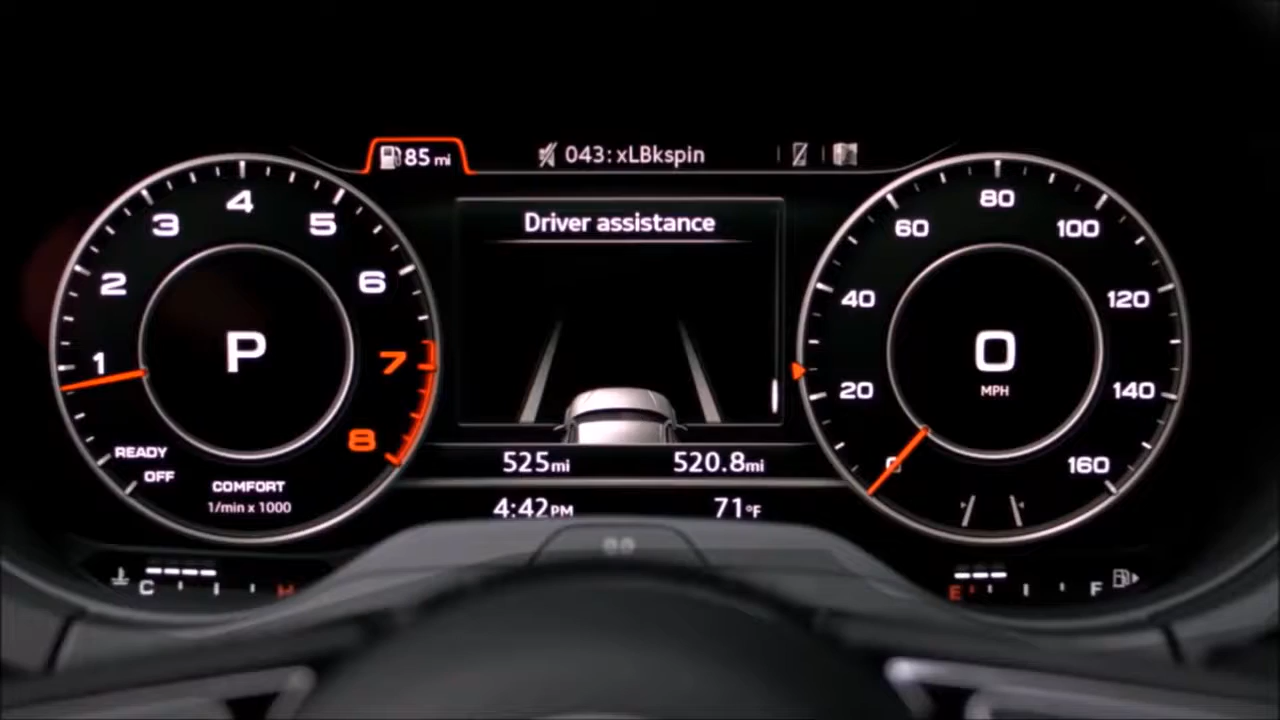 85 mi
043: xLBkspin
Driver assistance
1
2
3
4
5
6
7
8
READY
OFF
P
COMFORT
1/min x 1000
525mi
520.8mi
4:42PM
71°F
20
40
60
80
100
120
140
160
0
MPH
C
H
E
F